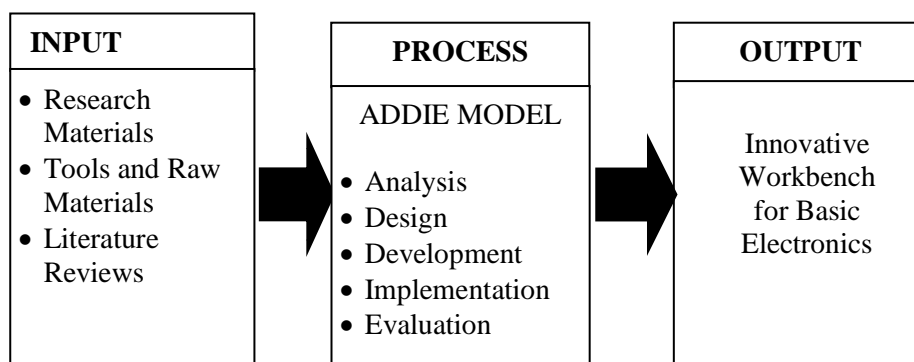 INPUT
• Research
Materials
• Tools and Raw
Materials
• Literature
Reviews
PROCESS
ADDIE MODEL
• Analysis
• Design
• Development
• Implementation
• Evaluation
OUTPUT
Innovative
Workbench
for Basic
Electronics